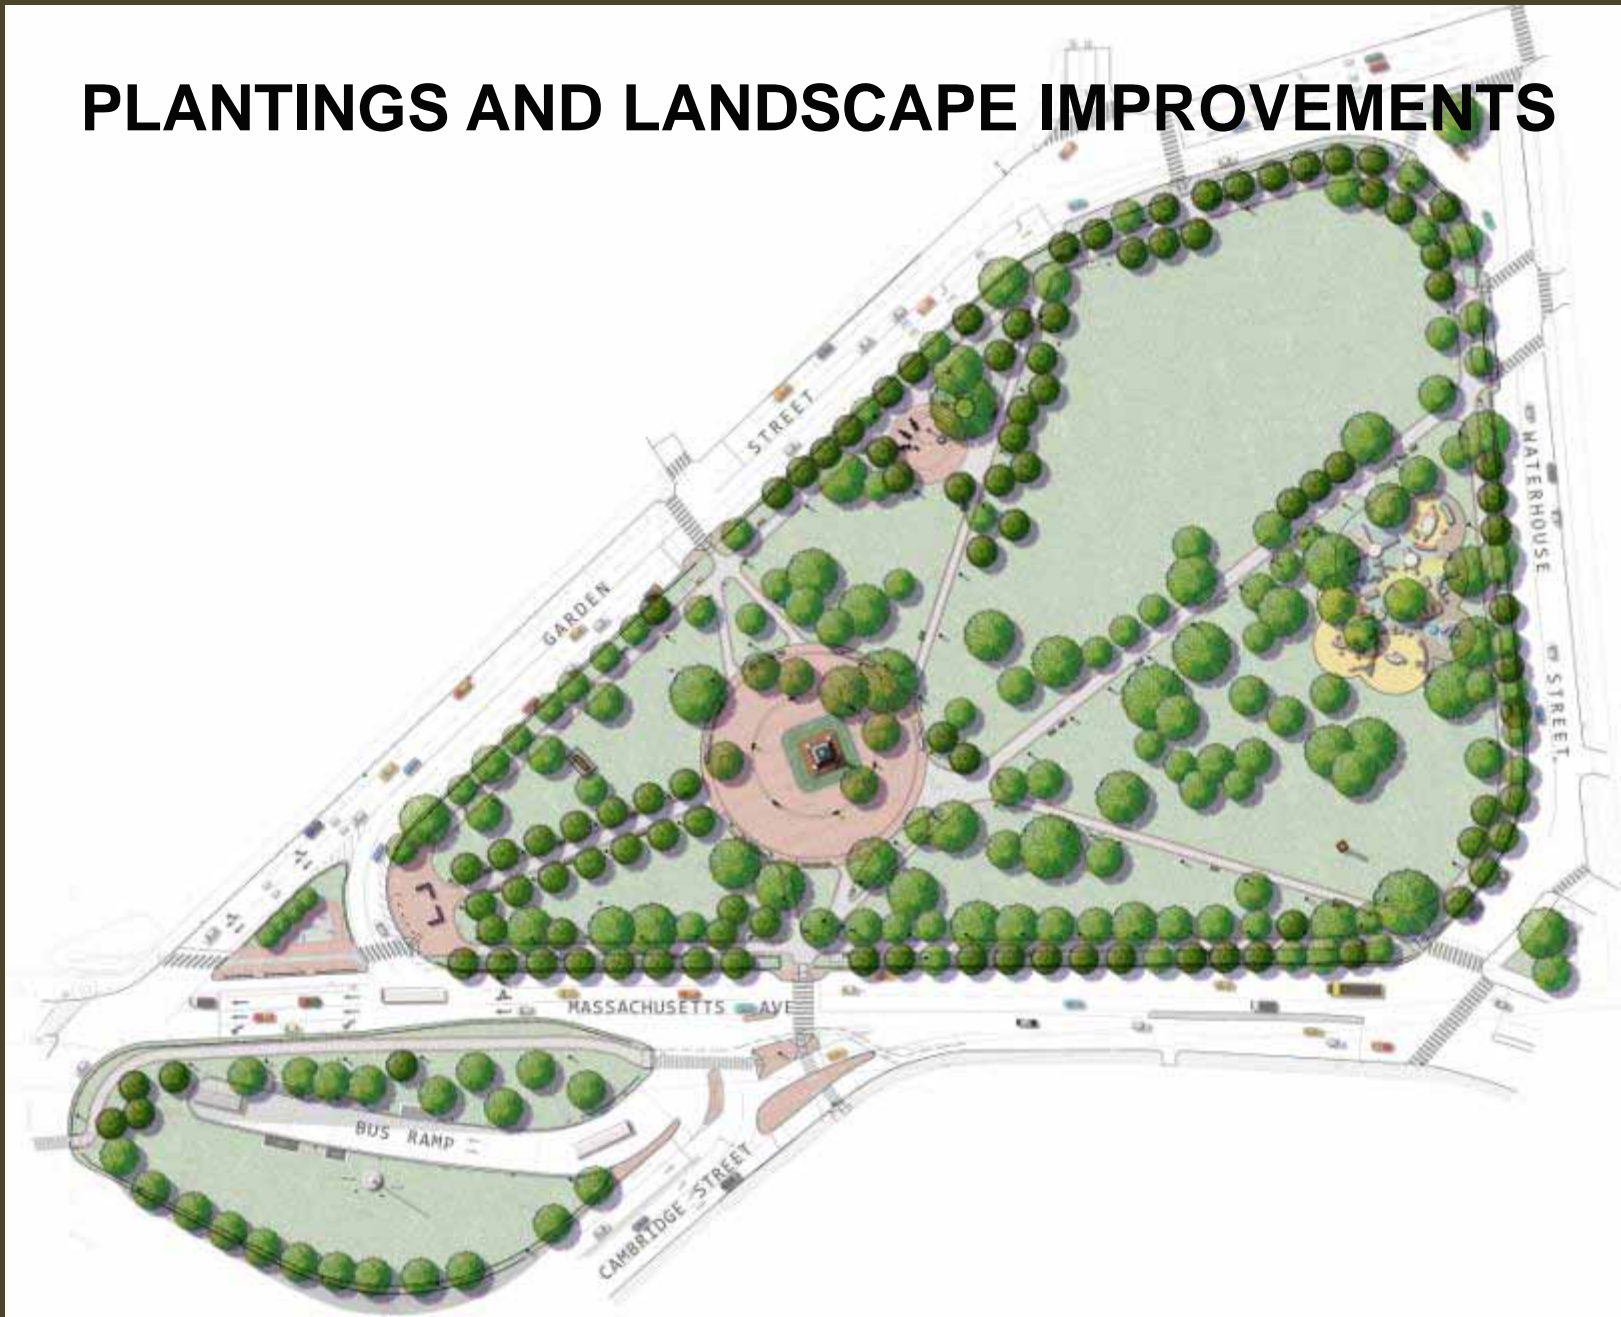 PLANTINGS AND LANDSCAPE IMPROVEMENTS
GARDEN
STREET
WATERHOUSE
STREET
MASSACHUSETTS AVE
BUS RAMP
CAMBRIDGE STREET